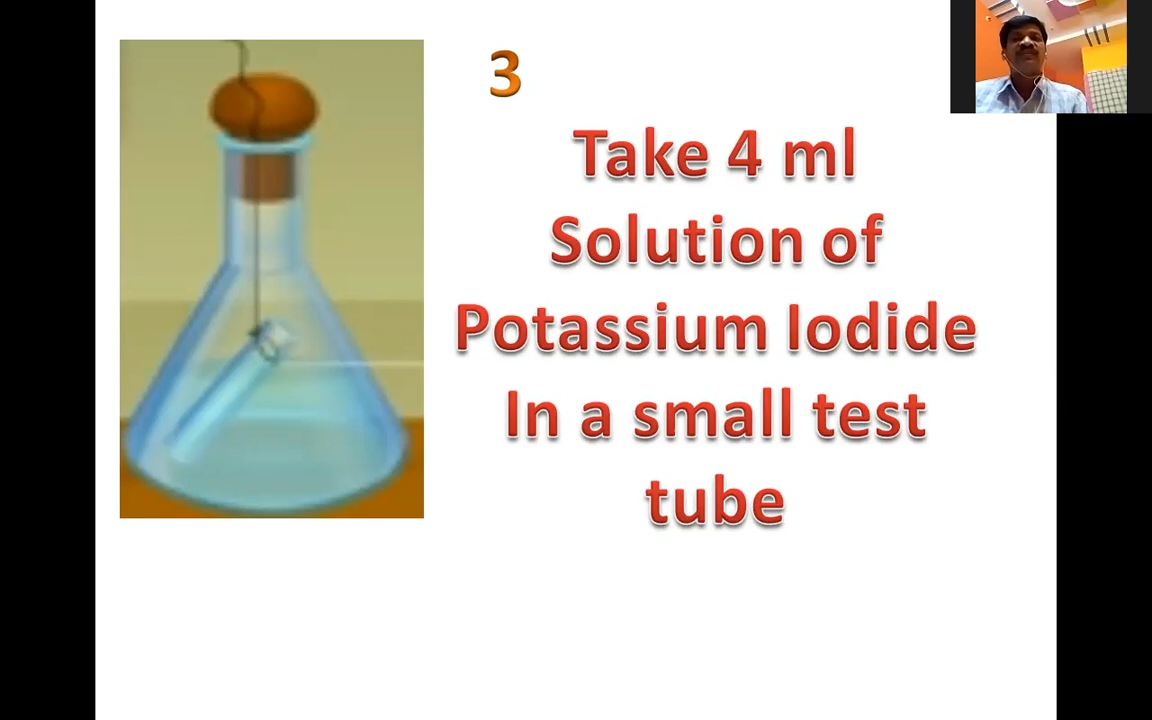 3
Take 4 ml
Solution of
Potassium Iodide
In a small test
tube